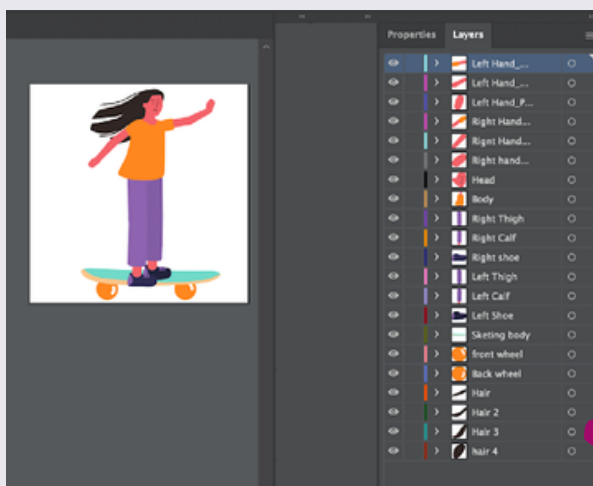 Properties Layers
Left Hand_...
Left Hand_...
Left Hand_P...
Right Hand...
Right Hand...
Right hand...
Head
Body
Right Thigh
Right Calf
Right shoe
Left Thigh
Left Calf
Left Shoe
Sketing body
front wheel
Back wheel
Hair
Hair 2
Hair 3
hair 4